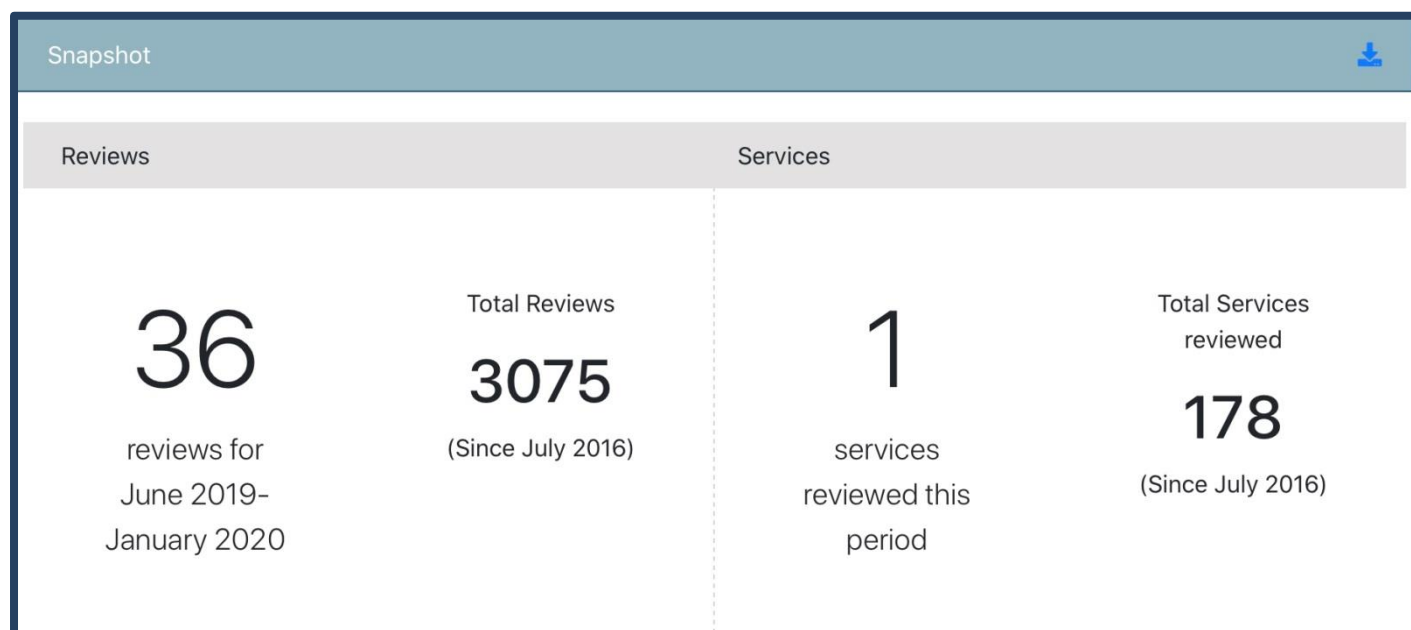 Snapshot
Reviews
Services
36
reviews for
June 2019-
January 2020
Total Reviews
3075
(Since July 2016)
1
services
reviewed this
period
Total Services
reviewed
178
(Since July 2016)